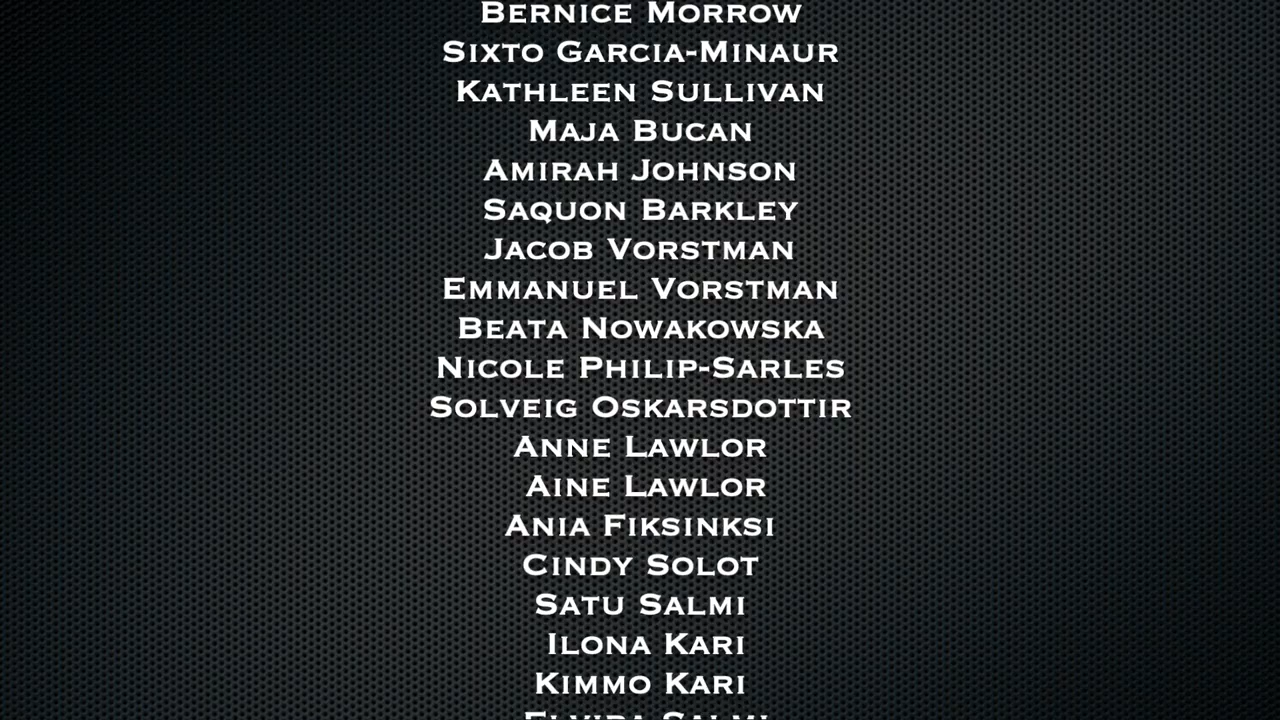 Bernice Morrow
Sixto Garcia-Minaur
Kathleen Sullivan
Maja Bucan
Amirah Johnson
Saquon Barkley
Jacob Vorstman
Emmanuel Vorstman
Beata Nowakowska
Nicole Philip-Sarles
Solveig Oskarsdottir
Anne Lawlor
Aine Lawlor
Ania Fiksinksi
Cindy Solot
Satu Salmi
Ilona Kari
Kimmo Kari
Elvira Salmi